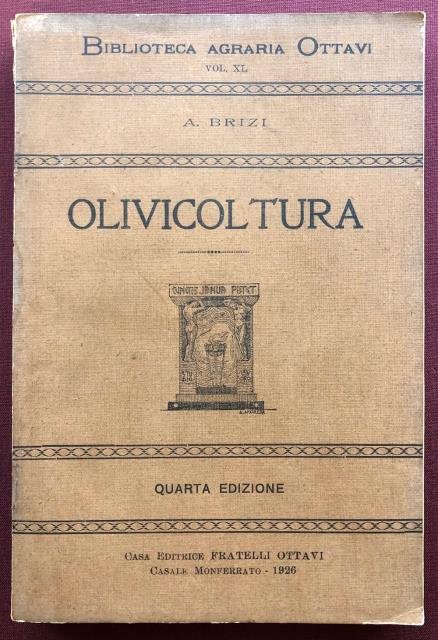 BIBLIOTECA AGRARIA OTTAVI
VOL. XL
A. BRIZI
OLIVICOLTURA
QUARTA EDIZIONE
CASA EDITRICE FRATELLI OTTAVI
CASALE MONFERRATO - 1926